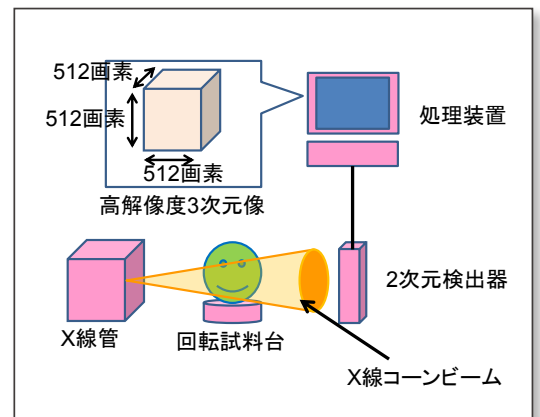 512画素
512画素
512画素
高解像度3次元像
処理装置
2次元検出器
X線管
回転試料台
X線コーンビーム